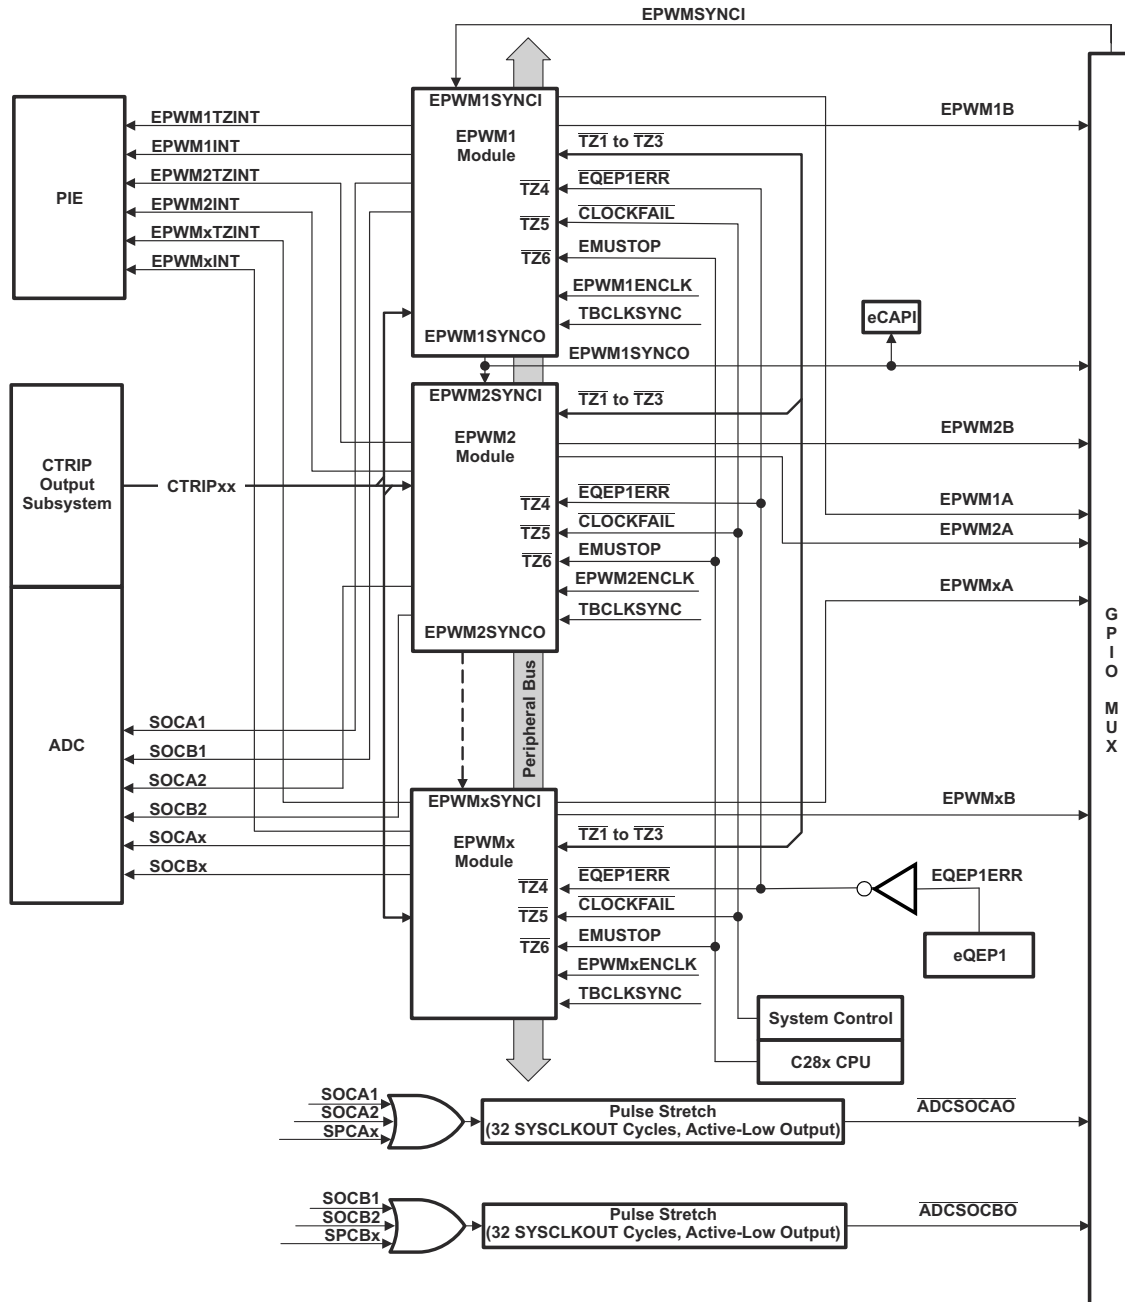 EPWMSYNCI
EPWM1SYNCI
EPWM1
Module
TZ4
TZ5
TZ6
EPWM1SYNCO
EPWM1TZINT
EPWM1INT
EPWM2TZINT
EPWM2INT
EPWMxTZINT
EPWMxINT
PIE
EPWM1B
TZ1 to TZ3
EQEP1ERR
CLOCKFAIL
EMUSTOP
EPWM1ENCLK
TBCLKSYNC
eCAPI
EPWM1SYNCO
EPWM2SYNCI
EPWM2
Module
TZ4
TZ5
TZ6
EPWM2SYNCO
TZ1 to TZ3
EPWM2B
CTRIP
Output
Subsystem
CTRIPxx
EQEP1ERR
CLOCKFAIL
EMUSTOP
EPWM2ENCLK
TBCLKSYNC
EPWM1A
EPWM2A
EPWMxA
GPIO MUX
Peripheral Bus
ADC
SOCA1
SOCB1
SOCA2
SOCB2
SOCAx
SOCBx
EPWMxSYNCI
EPWMx
Module
TZ4
TZ5
TZ6
EPWMxB
TZ1 to TZ3
EQEP1ERR
CLOCKFAIL
EMUSTOP
EPWMxENCLK
TBCLKSYNC
EQEP1ERR
eQEP1
System Control
C28x CPU
SOCA1
SOCA2
SPCAx
Pulse Stretch
(32 SYSCLKOUT Cycles, Active-Low Output)
ADCSOCAO
SOCB1
SOCB2
SPCBx
Pulse Stretch
(32 SYSCLKOUT Cycles, Active-Low Output)
ADCSOCBO